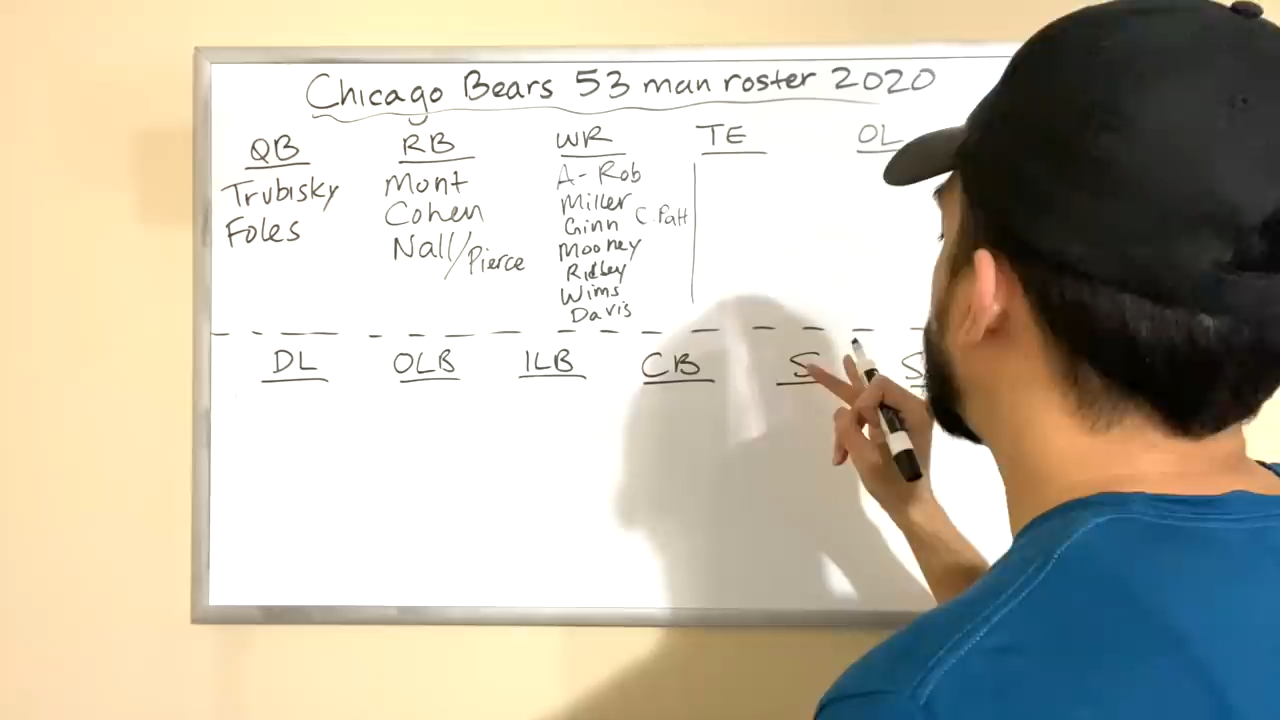 Chicago Bears 53 man roster 2020
QB RB WR TE OL
Trubisky
Foles
Mont
Cohen
Nall/Pierce
A-Rob
Miller
Ginn C. Patt
Mooney
Ridley
Wims
Davis
DL OLB ILB CB S S